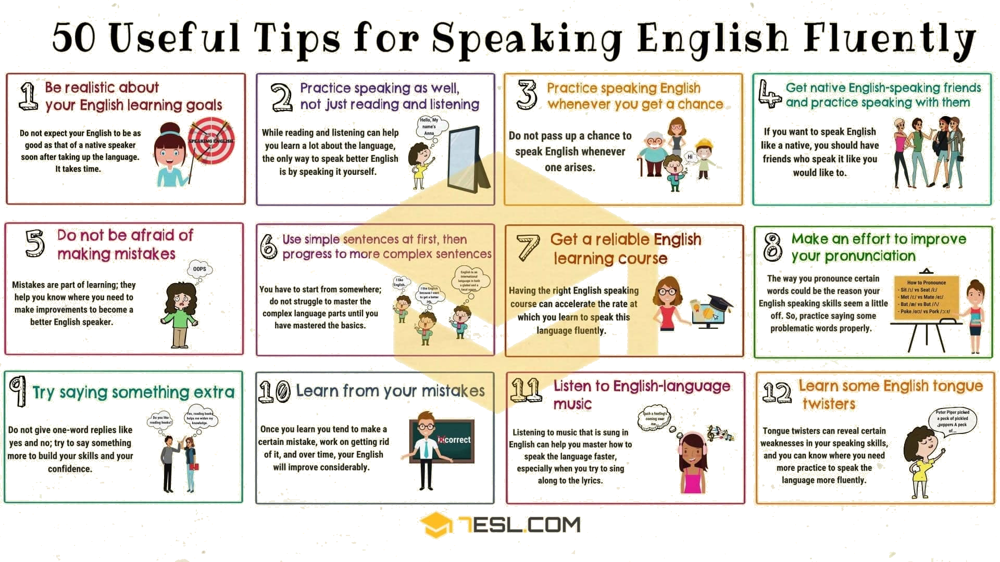 50 Useful Tips for Speaking English Fluently
1
Be realistic about
your English learning goals
Do not expect your English to be as
good as that of a native speaker
soon after taking up the language.
It takes time.
SPEAKING ENGLISH
2
Practice speaking as well,
not just reading and listening
While reading and listening can help
you learn a lot about the language,
the only way to speak better English
is by speaking it yourself.
Hello, My
name's
Anna
3
Practice speaking English
whenever you get a chance
Do not pass up a chance to
speak English whenever
one arises.
Hi
4
Get native English-speaking friends
and practice speaking with them
If you want to speak English
like a native, you should have
friends who speak it like you
would like to.
5
Do not be afraid of
making mistakes
Mistakes are part of learning; they
help you know where you need to
make improvements to become a
better English speaker.
OOPS
6
Use simple sentences at first, then
progress to more complex sentences
You have to start from somewhere;
do not struggle to master the
complex language parts until you
have mastered the basics.
I like
English.
I like English
because I want
to get a better
job.
English is an
international
language in both
a global and a
local sense.
7
Get a reliable English
learning course
Having the right English speaking
course can accelerate the rate at
which you learn to speak this
language fluently.
8
Make an effort to improve
your pronunciation
The way you pronounce certain
words could be the reason your
English speaking skills seem a little
off. So, practice saying some
problematic words properly.
How to Pronounce
- Sit /ɪ/ vs Seat /i:/
- Met /ɛ/ vs Mate /eɪ/
- Bat /æ/ vs But /ʌ/
- Poke /oʊ/ vs Pork /ɔ:r/
9
Try saying something extra
Do not give one-word replies like
yes and no; try to say something
more to build your skills and your
confidence.
Do you like
reading books?
Yes, reading books
helps me widen my
knowledge.
10
Learn from your mistakes
Once you learn you tend to make a
certain mistake, work on getting rid
of it, and over time, your English
will improve considerably.
incorrect
11
Listen to English-language
music
Listening to music that is sung in
English can help you master how to
speak the language faster,
especially when you try to sing
along to the lyrics.
Such a feeling's
coming over
me...
12
Learn some English tongue
twisters
Tongue twisters can reveal certain
weaknesses in your speaking skills,
and you can know where you need
more practice to speak the
language more fluently.
Peter Piper picked
a peck of pickled
peppers A peck
of...
7ESL.COM